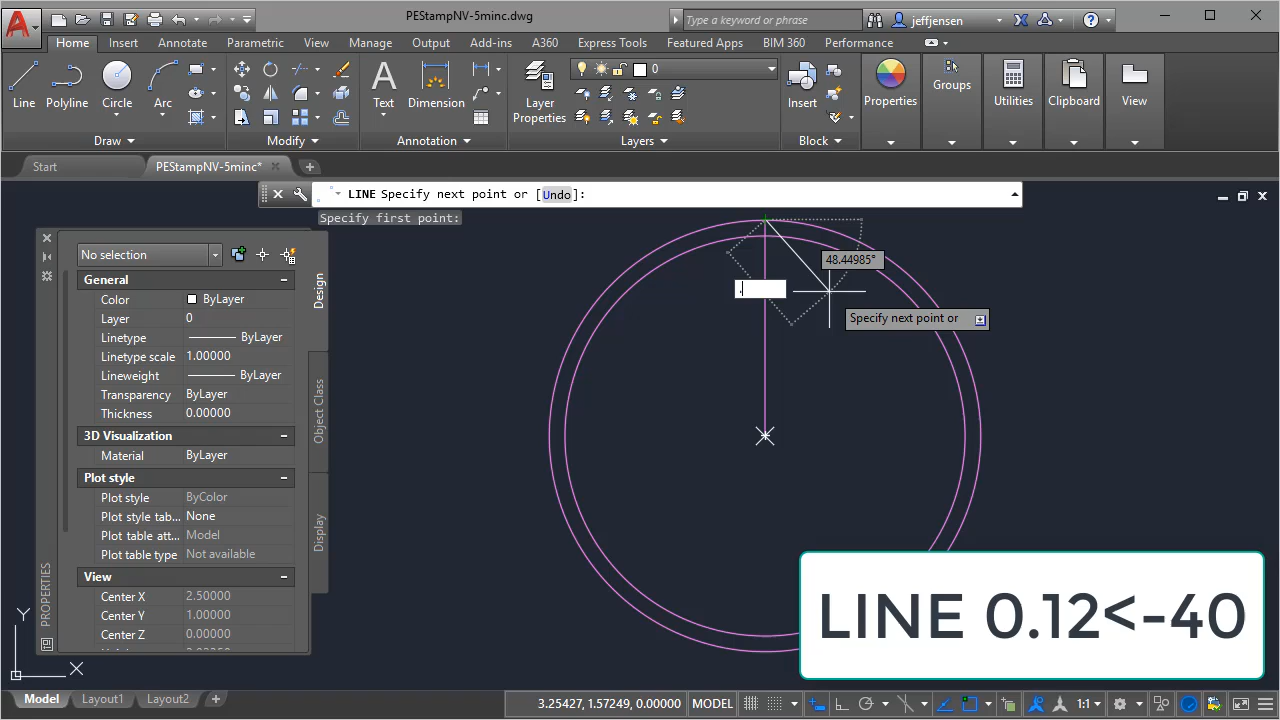 PEStampNV-5minc.dwg
Type a keyword or phrase
jeffjensen
Home Insert Annotate Parametric View Manage Output Add-ins A360 Express Tools Featured Apps BIM 360 Performance
Line Polyline Circle Arc
Text Dimension
Layer
Properties
0
Insert
Properties
Groups
Utilities
Clipboard
View
Draw Modify Annotation Layers Block
Start
PEStampNV-5minc*
LINE Specify next point or [Undo]:
Specify first point:
No selection
General
Color ByLayer
Layer 0
Linetype ByLayer
Linetype scale 1.00000
Lineweight ByLayer
Transparency ByLayer
Thickness 0.00000
3D Visualization
Material ByLayer
Plot style
Plot style ByColor
Plot style tab... None
Plot table att... Model
Plot table type Not available
View
Center X 2.50000
Center Y 1.00000
Center Z 0.00000
Design
Object Class
Display
PROPERTIES
48.44985°
.
Specify next point or
LINE 0.12<-40
Y
X
Model Layout1 Layout2
3.25427, 1.57249, 0.00000 MODEL
1:1